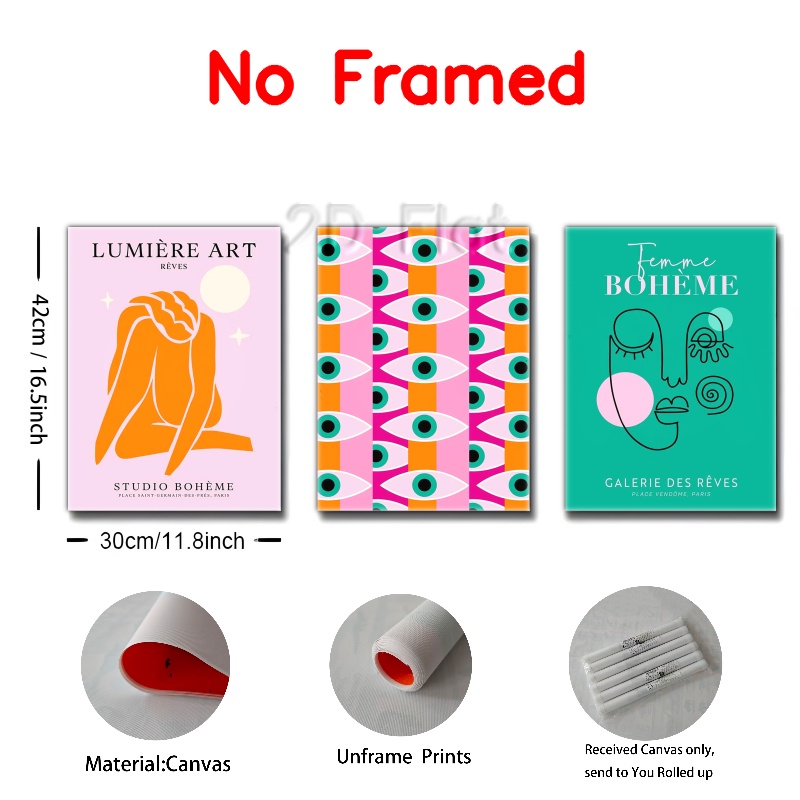 No Framed
2D Flat
LUMIÈRE ART
RÊVES
STUDIO BOHÈME
PLACE SAINT-GERMAIN-DES-PRÉS, PARIS
Femme
BOHÈME
GALERIE DES RÊVES
PLACE VENDÔME, PARIS
42cm / 16.5inch
30cm/11.8inch
Material:Canvas
Unframe Prints
Received Canvas only,
send to You Rolled up